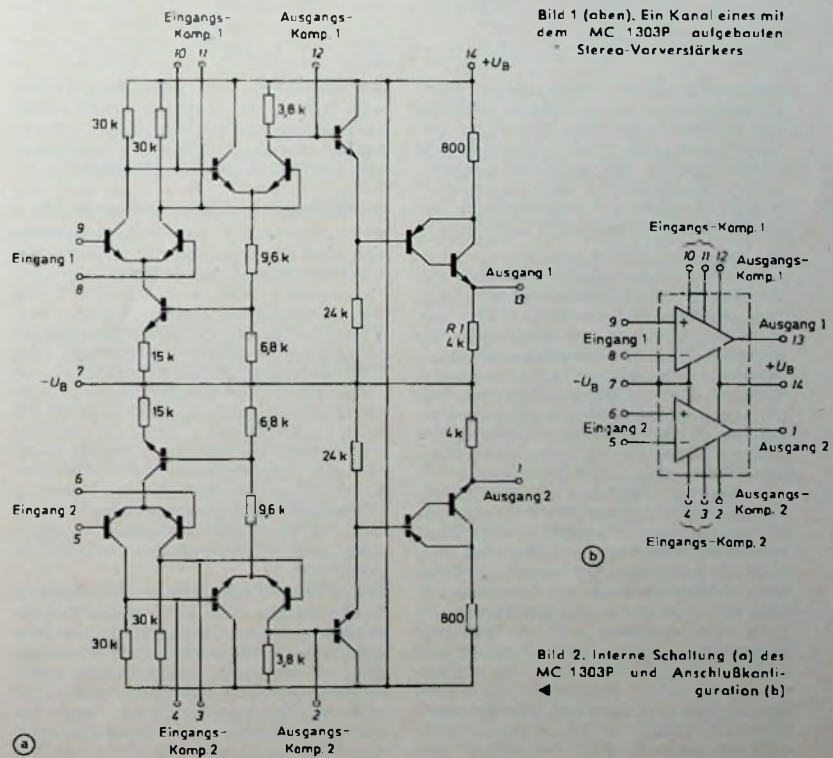 Eingangs-
Komp. 1
10 11
Ausgangs-
Komp. 1
12
14
+UB
30 k
30 k
3,8 k
800
9
Eingang 1
8
9,6 k
Ausgang 1
13
24 k
R1
4 k
15 k
6,8 k
-UB
7
15 k
6,8 k
4 k
24 k
6
Eingang 2
5
9,6 k
1
Ausgang 2
30 k
30 k
3,8 k
800
4 3
Eingangs-
Komp. 2
2
Ausgangs-
Komp. 2
a
Bild 1 (oben). Ein Kanal eines mit
dem MC 1303P aufgebauten
Stereo-Vorverstärkers
Eingangs-Komp. 1
10 11 12
Ausgangs-
Komp. 1
9
+
Eingang 1
8
-
Ausgang 1
13
-UB
7
+UB
14
6
+
Eingang 2
5
-
1
Ausgang 2
4 3 2
Ausgangs-
Komp. 2
Eingangs-Komp. 2
b
Bild 2. Interne Schaltung (a) des
MC 1303P und Anschlußkonfi-
guration (b)